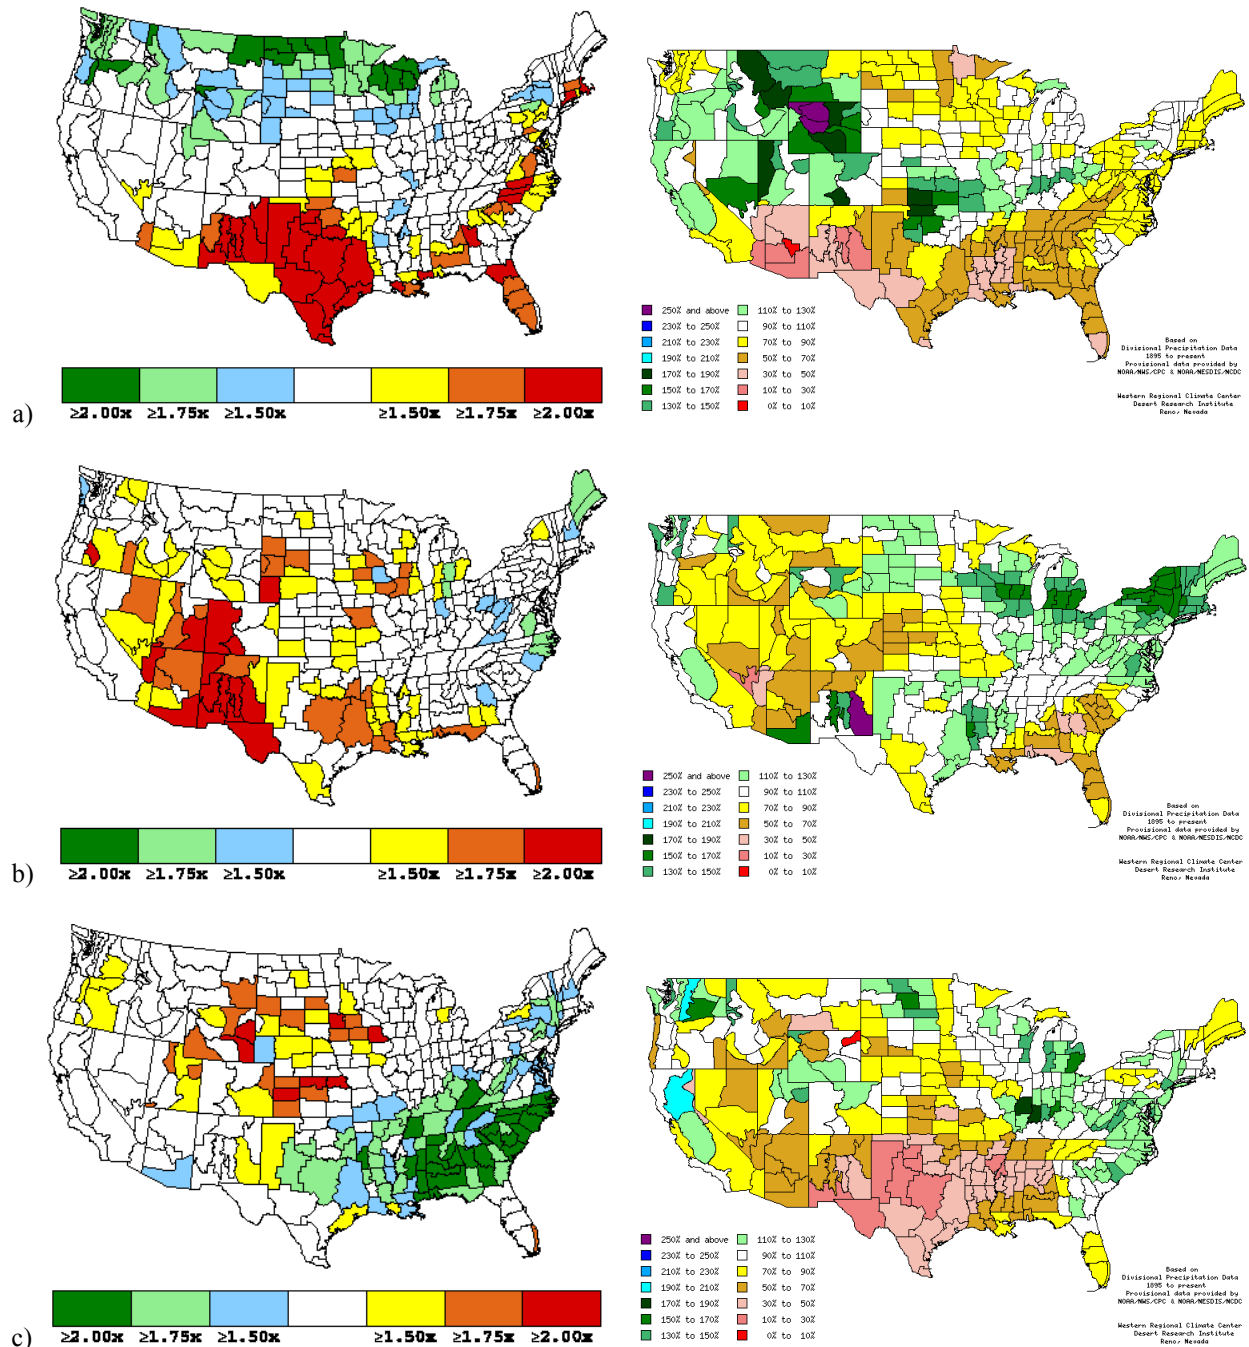 ≥2.00x ≥1.75x ≥1.50x ≥1.50x ≥1.75x ≥2.00x
a)
250% and above 110% to 130%
230% to 250% 90% to 110%
210% to 230% 70% to 90%
190% to 210% 50% to 70%
170% to 190% 30% to 50%
150% to 170% 10% to 30%
130% to 150% 0% to 10%
Based on
Divisional Precipitation Data
1895 to present
Provisional data provided by
NOAA/NWS/CPC & NOAA/NESDIS/NCDC
Western Regional Climate Center
Desert Research Institute
Reno, Nevada
≥2.00x ≥1.75x ≥1.50x ≥1.50x ≥1.75x ≥2.00x
b)
250% and above 110% to 130%
230% to 250% 90% to 110%
210% to 230% 70% to 90%
190% to 210% 50% to 70%
170% to 190% 30% to 50%
150% to 170% 10% to 30%
130% to 150% 0% to 10%
Based on
Divisional Precipitation Data
1895 to present
Provisional data provided by
NOAA/NWS/CPC & NOAA/NESDIS/NCDC
Western Regional Climate Center
Desert Research Institute
Reno, Nevada
≥2.00x ≥1.75x ≥1.50x ≥1.50x ≥1.75x ≥2.00x
c)
250% and above 110% to 130%
230% to 250% 90% to 110%
210% to 230% 70% to 90%
190% to 210% 50% to 70%
170% to 190% 30% to 50%
150% to 170% 10% to 30%
130% to 150% 0% to 10%
Based on
Divisional Precipitation Data
1895 to present
Provisional data provided by
NOAA/NWS/CPC & NOAA/NESDIS/NCDC
Western Regional Climate Center
Desert Research Institute
Reno, Nevada